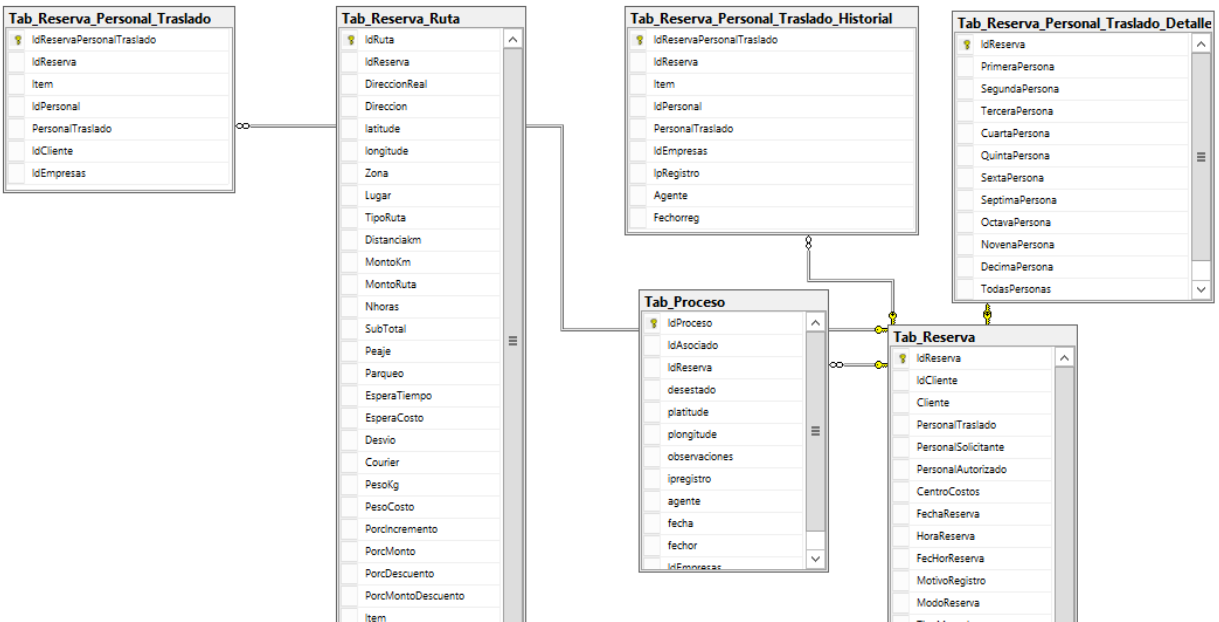 Tab_Reserva_Personal_Traslado
IdReservaPersonalTraslado
IdReserva
Item
IdPersonal
PersonalTraslado
IdCliente
IdEmpresas
Tab_Reserva_Ruta
IdRuta
IdReserva
DireccionReal
Direccion
latitude
longitude
Zona
Lugar
TipoRuta
Distanciakm
MontoKm
MontoRuta
Nhoras
SubTotal
Peaje
Parqueo
EsperaTiempo
EsperaCosto
Desvio
Courier
PesoKg
PesoCosto
PorcIncremento
PorcMonto
PorcDescuento
PorcMontoDescuento
Item
Tab_Reserva_Personal_Traslado_Historial
IdReservaPersonalTraslado
IdReserva
Item
IdPersonal
PersonalTraslado
IdEmpresas
IpRegistro
Agente
Fechorreg
Tab_Reserva_Personal_Traslado_Detalle
IdReserva
PrimeraPersona
SegundaPersona
TerceraPersona
CuartaPersona
QuintaPersona
SextaPersona
SeptimaPersona
OctavaPersona
NovenaPersona
DecimaPersona
TodasPersonas
Tab_Proceso
IdProceso
IdAsociado
IdReserva
desestado
platitude
plongitude
observaciones
ipregistro
agente
fecha
fechor
IdEmpresas
Tab_Reserva
IdReserva
IdCliente
Cliente
PersonalTraslado
PersonalSolicitante
PersonalAutorizado
CentroCostos
FechaReserva
HoraReserva
FecHorReserva
MotivoRegistro
ModoReserva